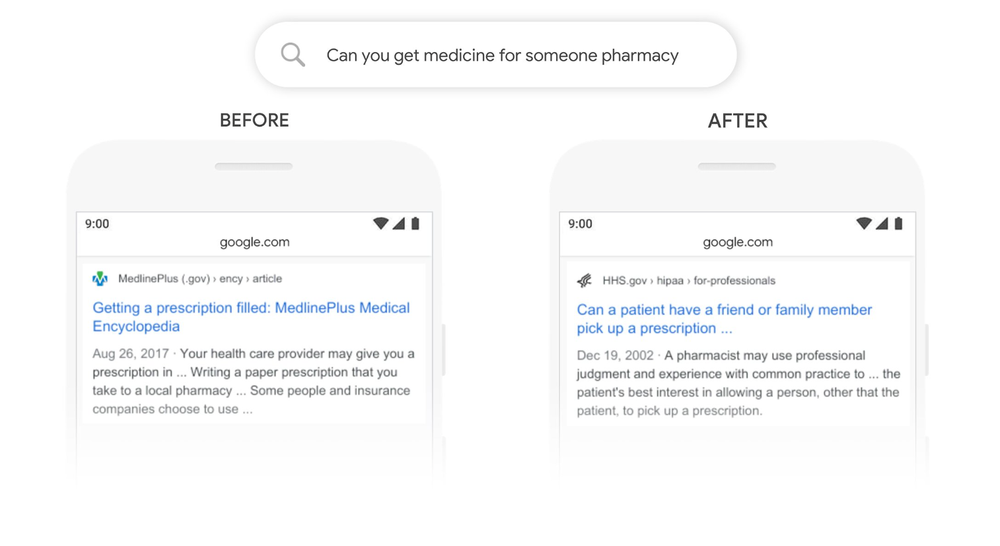 Can you get medicine for someone pharmacy
BEFORE
9:00
google.com
MedlinePlus (.gov) › ency › article
Getting a prescription filled: MedlinePlus Medical
Encyclopedia
Aug 26, 2017 · Your health care provider may give you a
prescription in ... Writing a paper prescription that you
take to a local pharmacy ... Some people and insurance
companies choose to use ...
AFTER
9:00
google.com
HHS.gov › hipaa › for-professionals
Can a patient have a friend or family member
pick up a prescription ...
Dec 19, 2002 · A pharmacist may use professional
judgment and experience with common practice to ... the
patient's best interest in allowing a person, other that the
patient, to pick up a prescription.